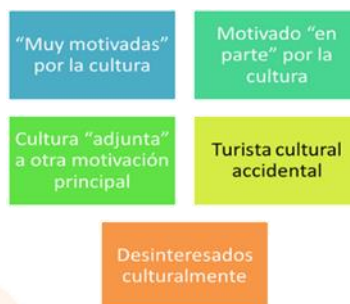 “Muy motivadas”
por la cultura
Motivado “en
parte” por la
cultura
Cultura “adjunta”
a otra motivación
principal
Turista cultural
accidental
Desinteresados
culturalmente